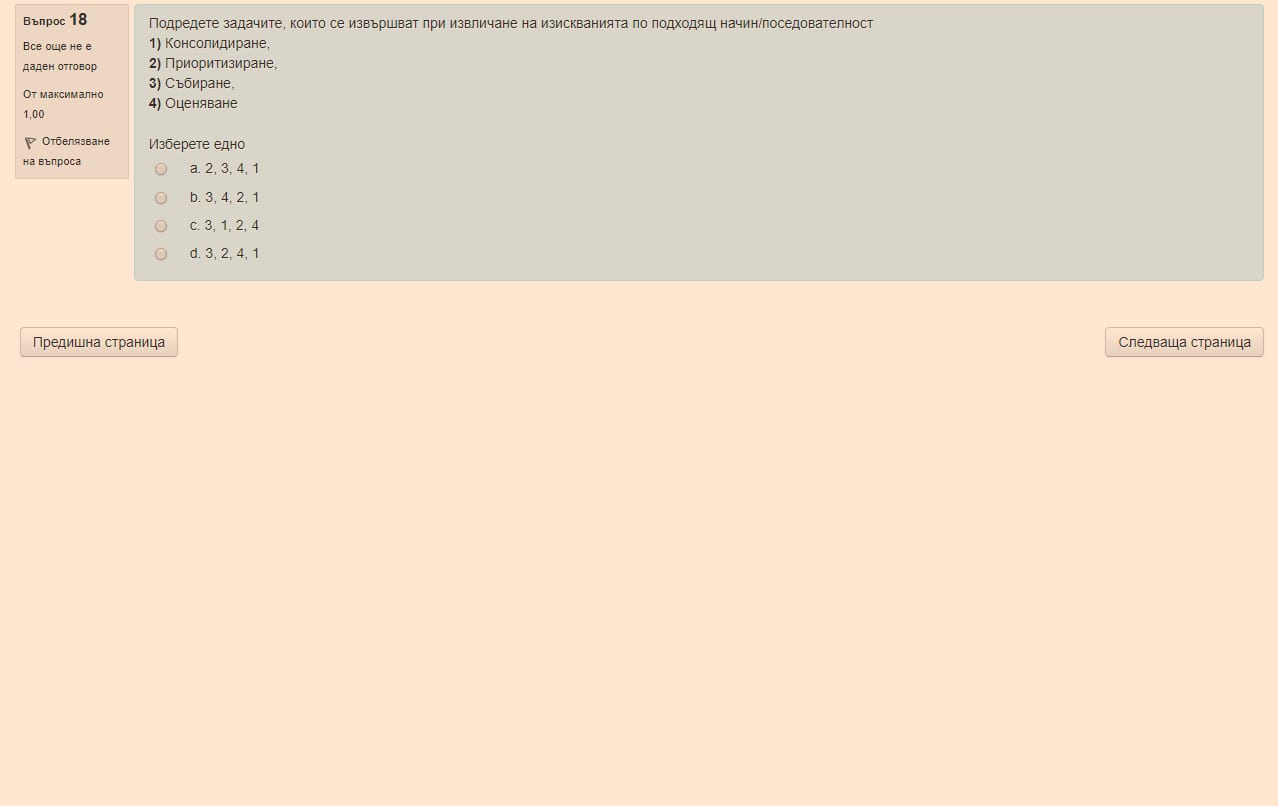 Въпрос 18
Все още не е
даден отговор
От максимално
1,00
Отбелязване
на въпроса
Подредете задачите, които се извършват при извличане на изискванията по подходящ начин/поседователност
1) Консолидиране,
2) Приоритизиране,
3) Събиране,
4) Оценяване
Изберете едно
a. 2, 3, 4, 1
b. 3, 4, 2, 1
c. 3, 1, 2, 4
d. 3, 2, 4, 1
Предишна страница
Следваща страница